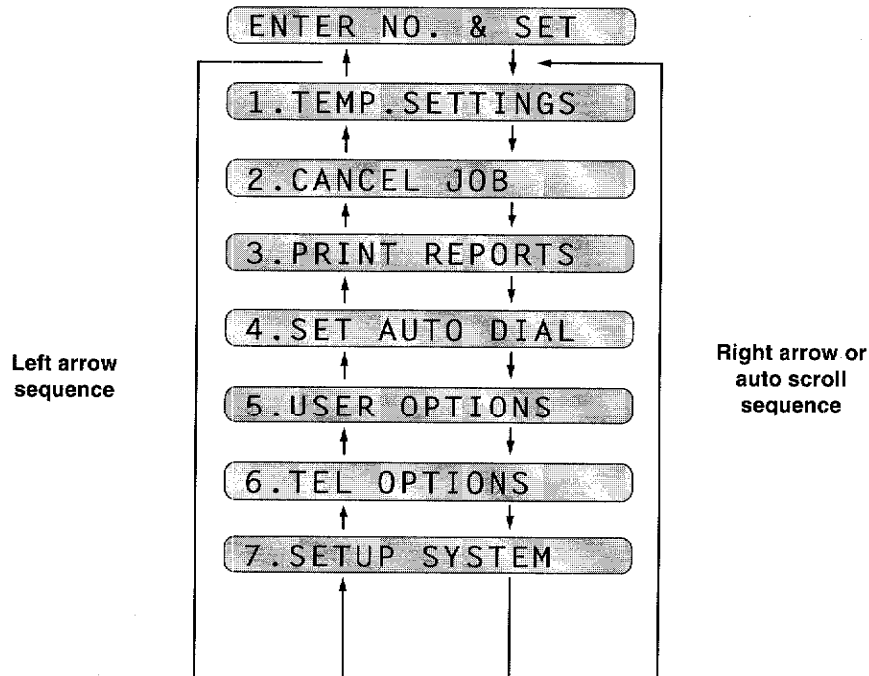 ENTER NO. & SET
1.TEMP.SETTINGS
2.CANCEL JOB
3.PRINT REPORTS
4.SET AUTO DIAL
5.USER OPTIONS
6.TEL OPTIONS
7.SETUP SYSTEM
Left arrow
sequence
Right arrow or
auto scroll
sequence